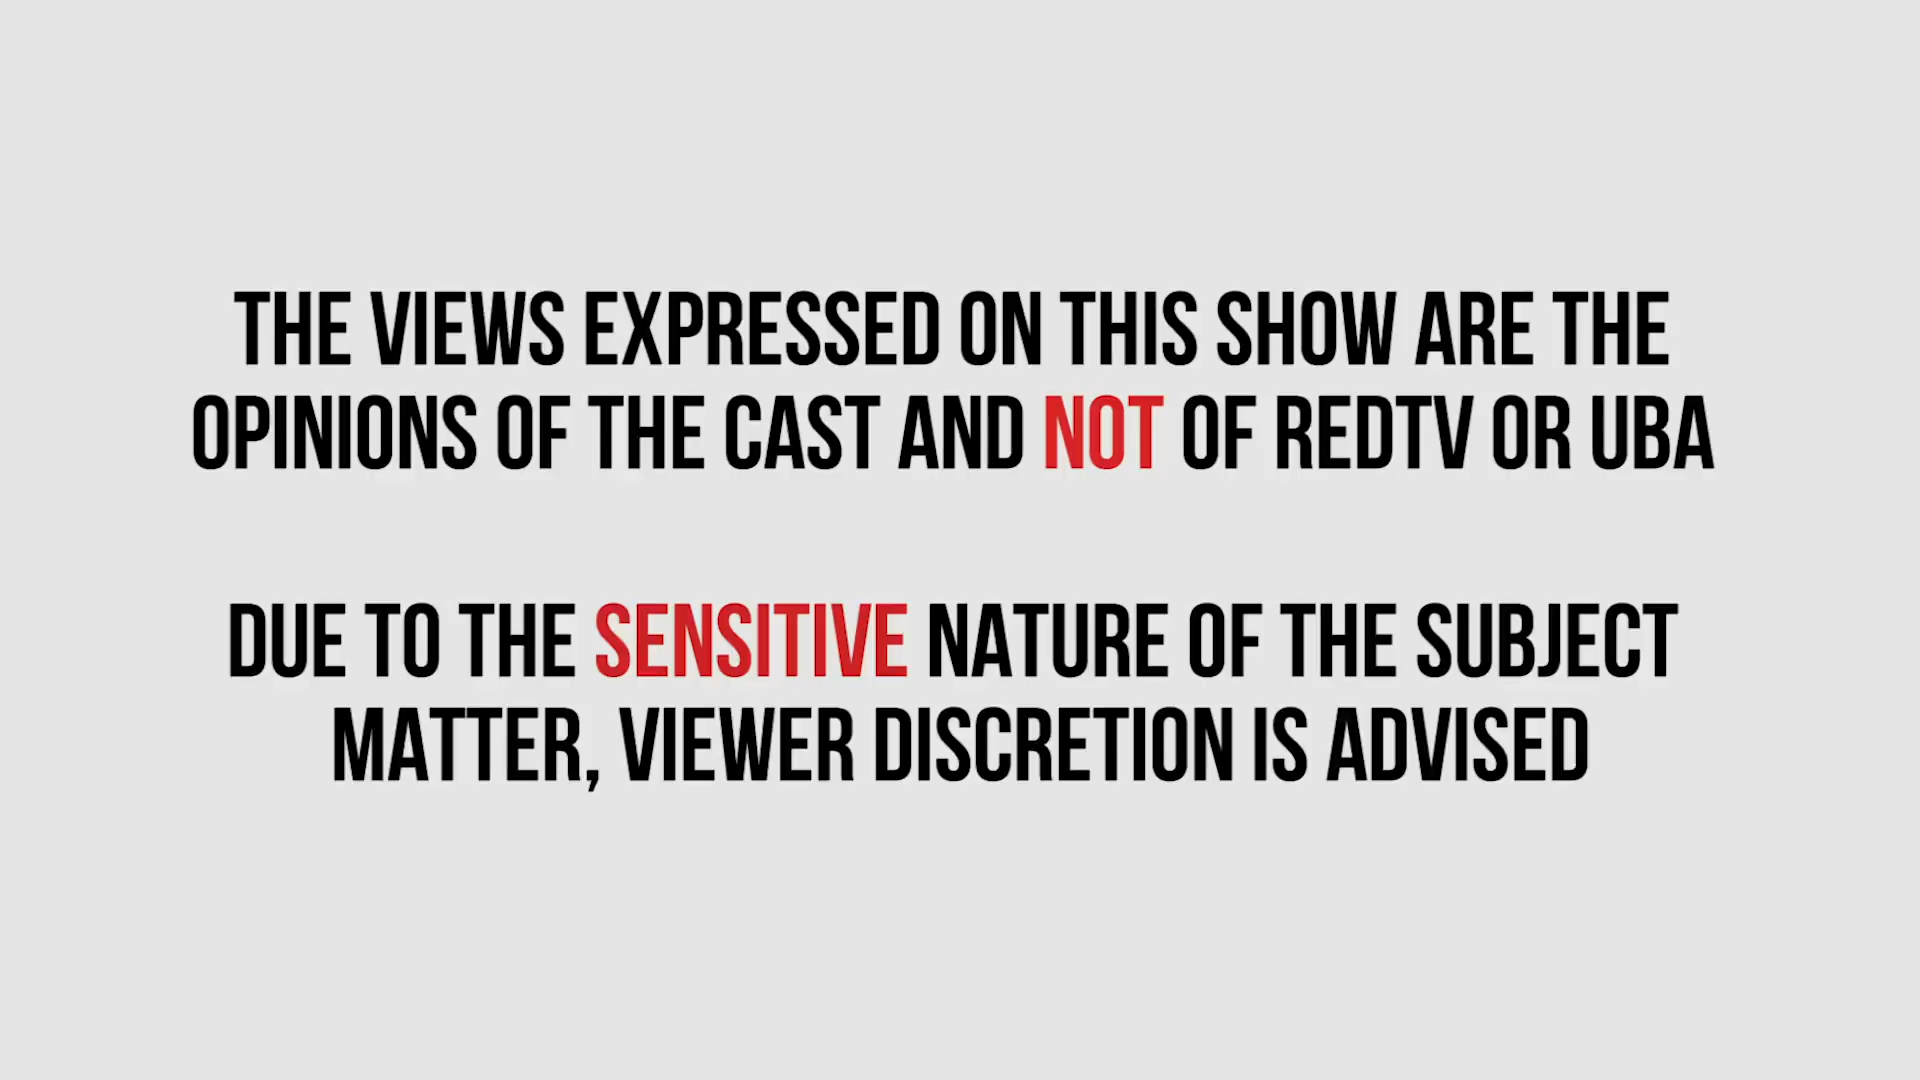 THE VIEWS EXPRESSED ON THIS SHOW ARE THE
OPINIONS OF THE CAST AND NOT OF REDTV OR UBA
DUE TO THE SENSITIVE NATURE OF THE SUBJECT
MATTER, VIEWER DISCRETION IS ADVISED